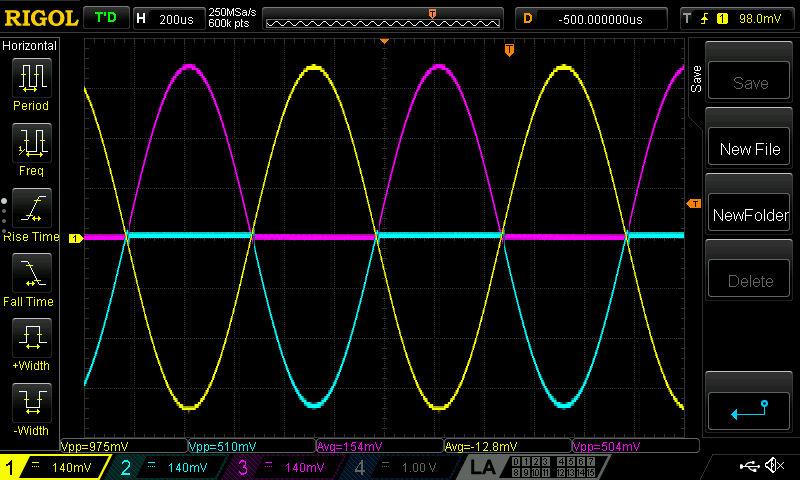 RIGOL T'D H 200us 250MSa/s 600k pts T D -500.000000us T 1 98.0mV
Horizontal
Period
Freq
Rise Time
Fall Time
+Width
-Width
T
T
1
Save
Save
New File
NewFolder
Delete
Vpp=975mV Vpp=510mV Avg=154mV Avg=-12.8mV Vpp=504mV
1 140mV 2 140mV 3 140mV 4 1.00 V LA 0 1 2 3 4 5 6 7
8 9 10 11 12 13 14 15